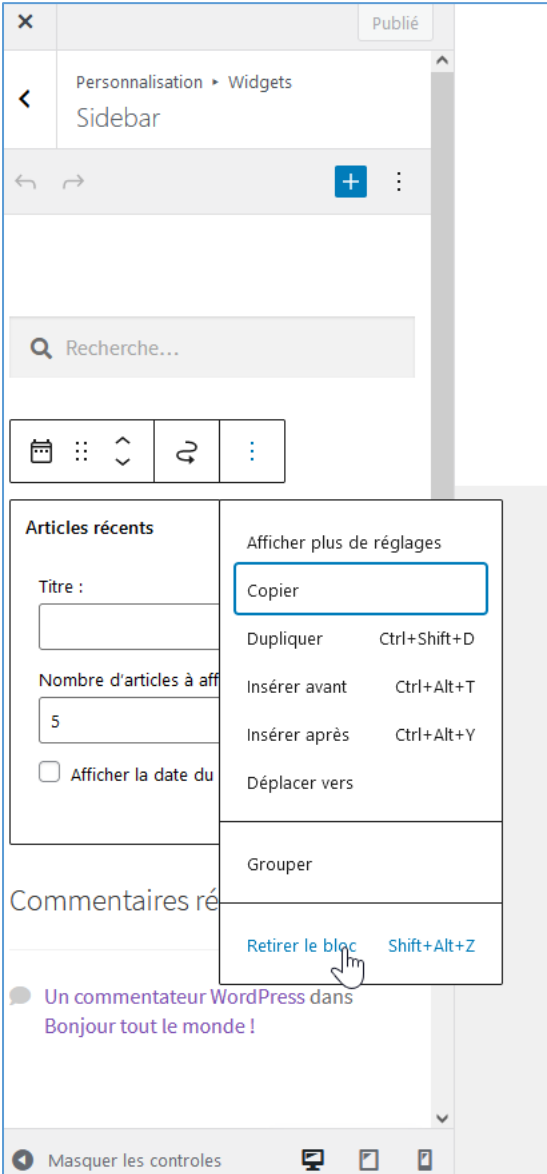 Publié
Personnalisation ▸ Widgets
Sidebar
Recherche...
Articles récents
Titre :
Nombre d'articles à aff
5
Afficher la date du
Afficher plus de réglages
Copier
Dupliquer Ctrl+Shift+D
Insérer avant Ctrl+Alt+T
Insérer après Ctrl+Alt+Y
Déplacer vers
Grouper
Retirer le bloc Shift+Alt+Z
Commentaires ré
Un commentateur WordPress dans
Bonjour tout le monde !
Masquer les controles